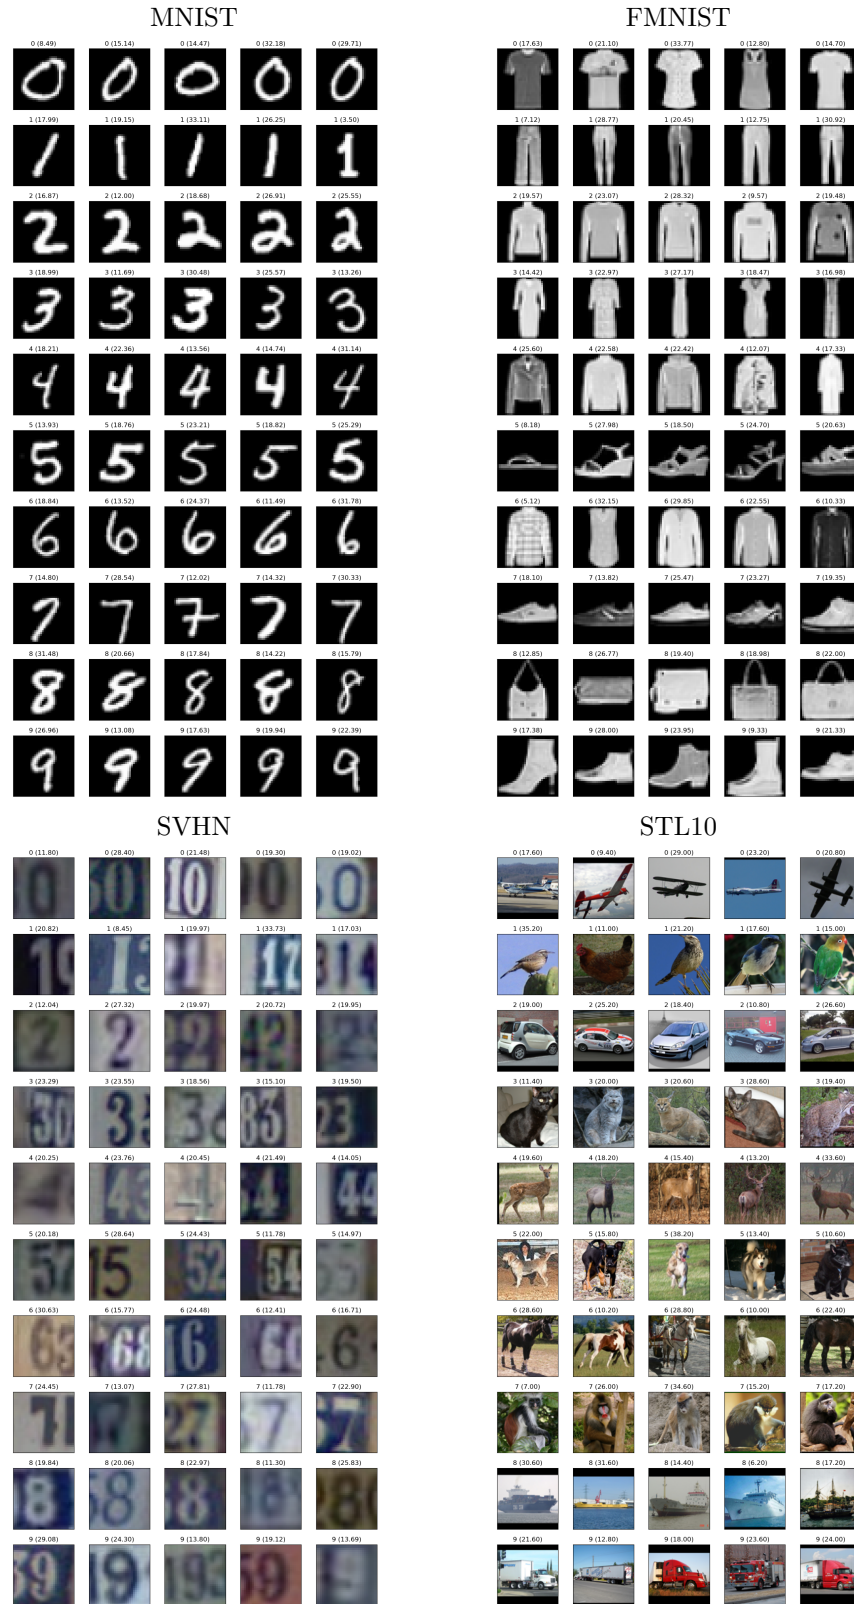 MNIST
0 (8.49) 0 (15.14) 0 (14.47) 0 (32.18) 0 (29.71)
1 (17.99) 1 (19.15) 1 (33.11) 1 (26.25) 1 (3.50)
2 (16.87) 2 (12.00) 2 (18.68) 2 (26.91) 2 (25.55)
3 (18.99) 3 (11.69) 3 (30.48) 3 (25.57) 3 (13.26)
4 (18.21) 4 (22.36) 4 (13.56) 4 (14.74) 4 (31.14)
5 (13.93) 5 (18.76) 5 (23.21) 5 (18.82) 5 (25.29)
6 (18.84) 6 (13.52) 6 (24.37) 6 (11.49) 6 (31.78)
7 (14.80) 7 (28.54) 7 (12.02) 7 (14.32) 7 (30.33)
8 (31.48) 8 (20.66) 8 (17.84) 8 (14.22) 8 (15.79)
9 (26.96) 9 (13.08) 9 (17.63) 9 (19.94) 9 (22.39)
FMNIST
0 (17.63) 0 (21.10) 0 (33.77) 0 (12.80) 0 (14.70)
1 (7.12) 1 (28.77) 1 (20.45) 1 (12.75) 1 (30.92)
2 (19.57) 2 (23.07) 2 (28.32) 2 (9.57) 2 (19.48)
3 (14.42) 3 (22.97) 3 (27.17) 3 (18.47) 3 (16.98)
4 (25.60) 4 (22.58) 4 (22.42) 4 (12.07) 4 (17.33)
5 (8.18) 5 (27.98) 5 (18.50) 5 (24.70) 5 (20.63)
6 (5.12) 6 (32.15) 6 (29.85) 6 (22.55) 6 (10.33)
7 (18.10) 7 (13.82) 7 (25.47) 7 (23.27) 7 (19.35)
8 (12.85) 8 (26.77) 8 (19.40) 8 (18.98) 8 (22.00)
9 (17.38) 9 (28.00) 9 (23.95) 9 (9.33) 9 (21.33)
SVHN
0 (11.80) 0 (28.40) 0 (21.48) 0 (19.30) 0 (19.02)
1 (20.82) 1 (8.45) 1 (19.97) 1 (33.73) 1 (17.03)
2 (12.04) 2 (27.32) 2 (19.97) 2 (20.72) 2 (19.95)
3 (23.29) 3 (23.55) 3 (18.56) 3 (15.10) 3 (19.50)
4 (20.25) 4 (23.76) 4 (20.45) 4 (21.49) 4 (14.05)
5 (20.18) 5 (28.64) 5 (24.43) 5 (11.78) 5 (14.97)
6 (30.63) 6 (15.77) 6 (24.48) 6 (12.41) 6 (16.71)
7 (24.45) 7 (13.07) 7 (27.81) 7 (11.78) 7 (22.90)
8 (19.84) 8 (20.06) 8 (22.97) 8 (11.30) 8 (25.83)
9 (29.08) 9 (24.30) 9 (13.80) 9 (19.12) 9 (13.69)
STL10
0 (17.60) 0 (9.40) 0 (29.00) 0 (23.20) 0 (20.80)
1 (35.20) 1 (11.00) 1 (21.20) 1 (17.60) 1 (15.00)
2 (19.00) 2 (25.20) 2 (18.40) 2 (10.80) 2 (26.60)
3 (11.40) 3 (20.00) 3 (20.60) 3 (28.60) 3 (19.40)
4 (19.60) 4 (18.20) 4 (15.40) 4 (13.20) 4 (33.60)
5 (22.00) 5 (15.80) 5 (38.20) 5 (13.40) 5 (10.60)
6 (28.60) 6 (10.20) 6 (28.80) 6 (10.00) 6 (22.40)
7 (7.00) 7 (26.00) 7 (34.60) 7 (15.20) 7 (17.20)
8 (30.60) 8 (31.60) 8 (14.40) 8 (6.20) 8 (17.20)
9 (21.60) 9 (12.80) 9 (18.00) 9 (23.60) 9 (24.00)